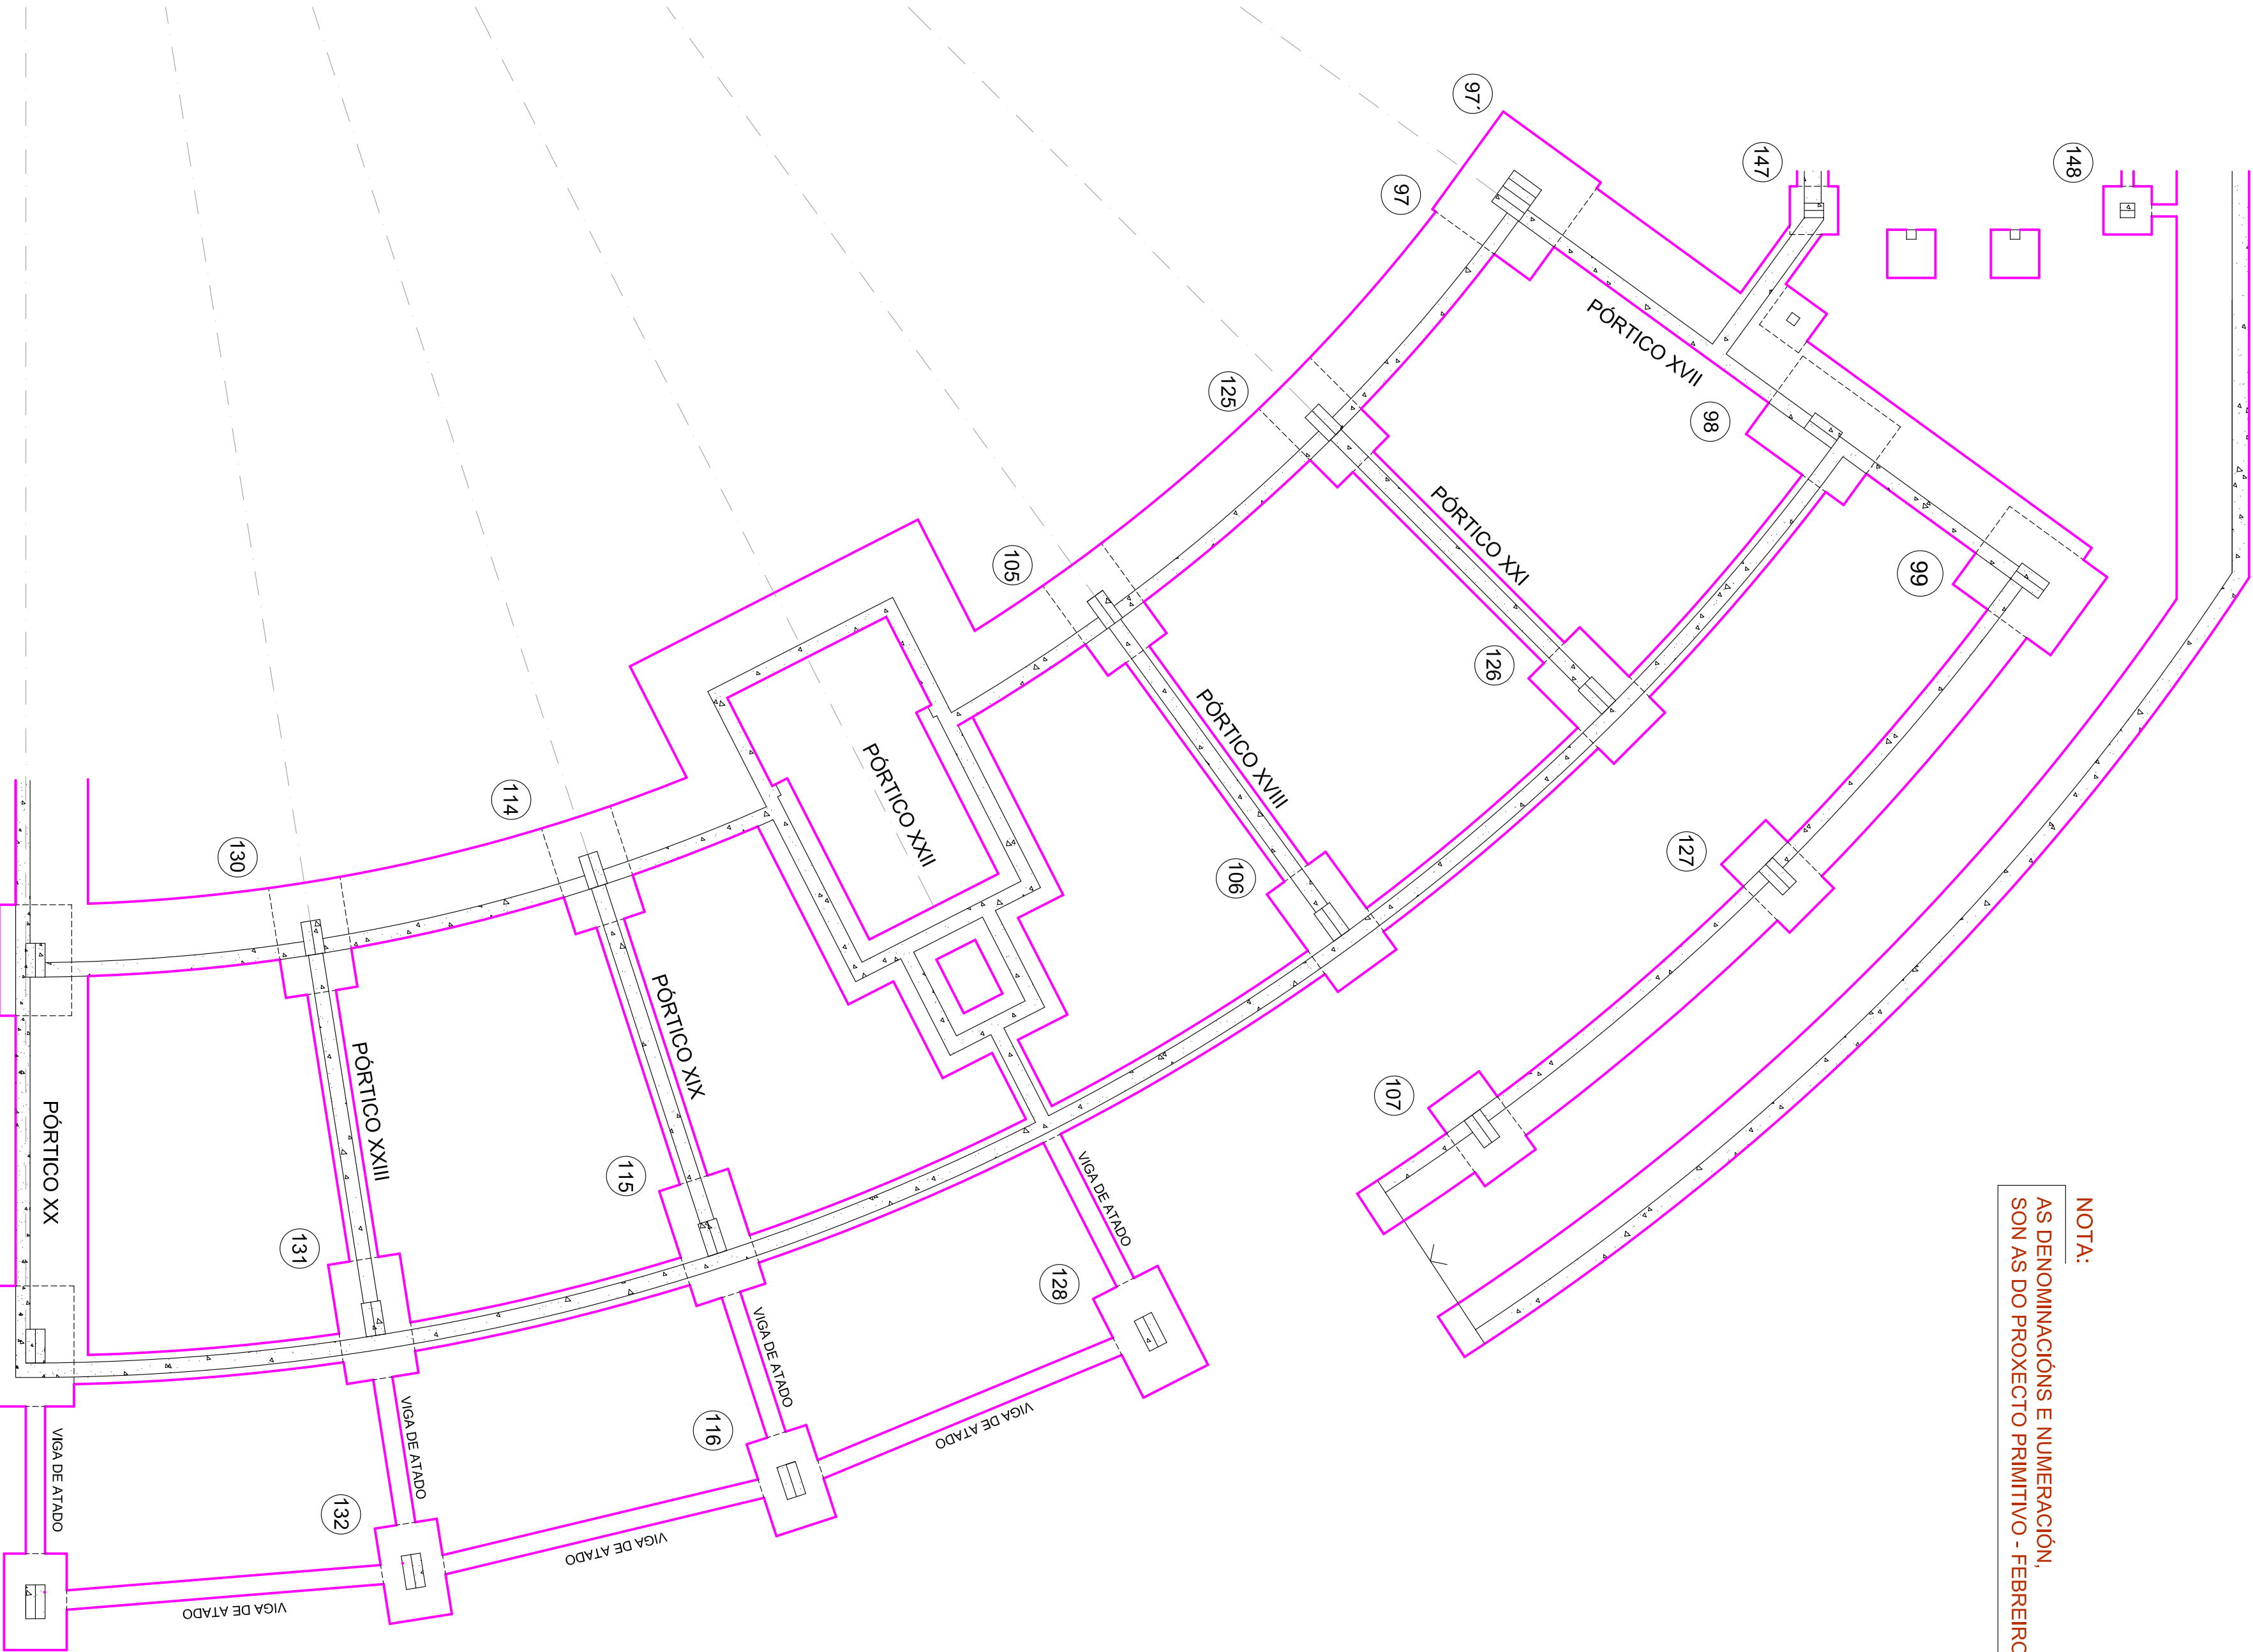 97´
97
147
148
PÓRTICO XVII
98
99
125
PÓRTICO XXI
126
105
PÓRTICO XVIII
106
127
107
PÓRTICO XXII
114
130
PÓRTICO XIX
PÓRTICO XXIII
PÓRTICO XX
115
131
128
116
132
VIGA DE ATADO
VIGA DE ATADO
VIGA DE ATADO
VIGA DE ATADO
VIGA DE ATADO
VIGA DE ATADO
VIGA DE ATADO
NOTA:
AS DENOMINACIÓNS E NUMERACIÓN,
SON AS DO PROXECTO PRIMITIVO - FEBREIRO